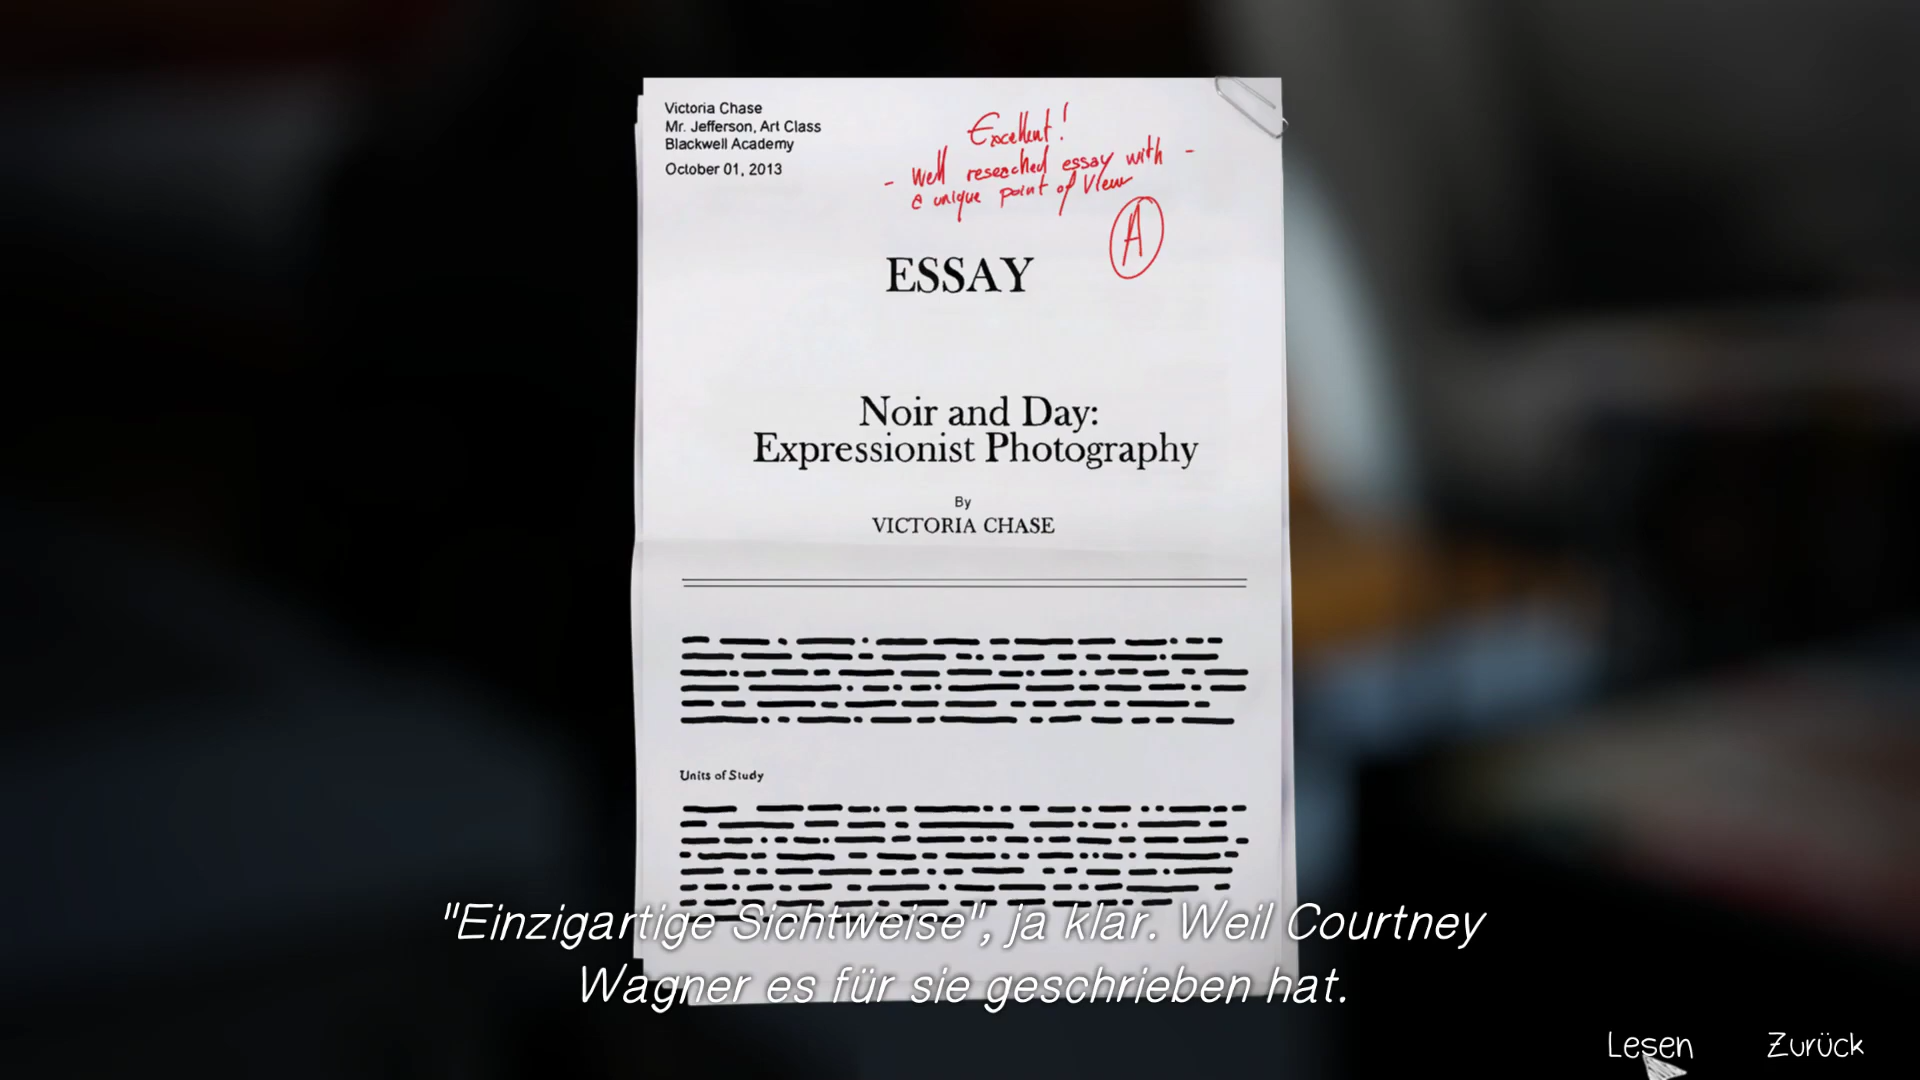 Victoria Chase
Mr. Jefferson, Art Class
Blackwell Academy
October 01, 2013
Excellent!
- Well reseached essay with -
a unique point of View
A
ESSAY
Noir and Day:
Expressionist Photography
By
VICTORIA CHASE
Units of Study
"Einzigartige Sichtweise", ja klar. Weil Courtney
Wagner es für sie geschrieben hat.
Lesen
Zurück